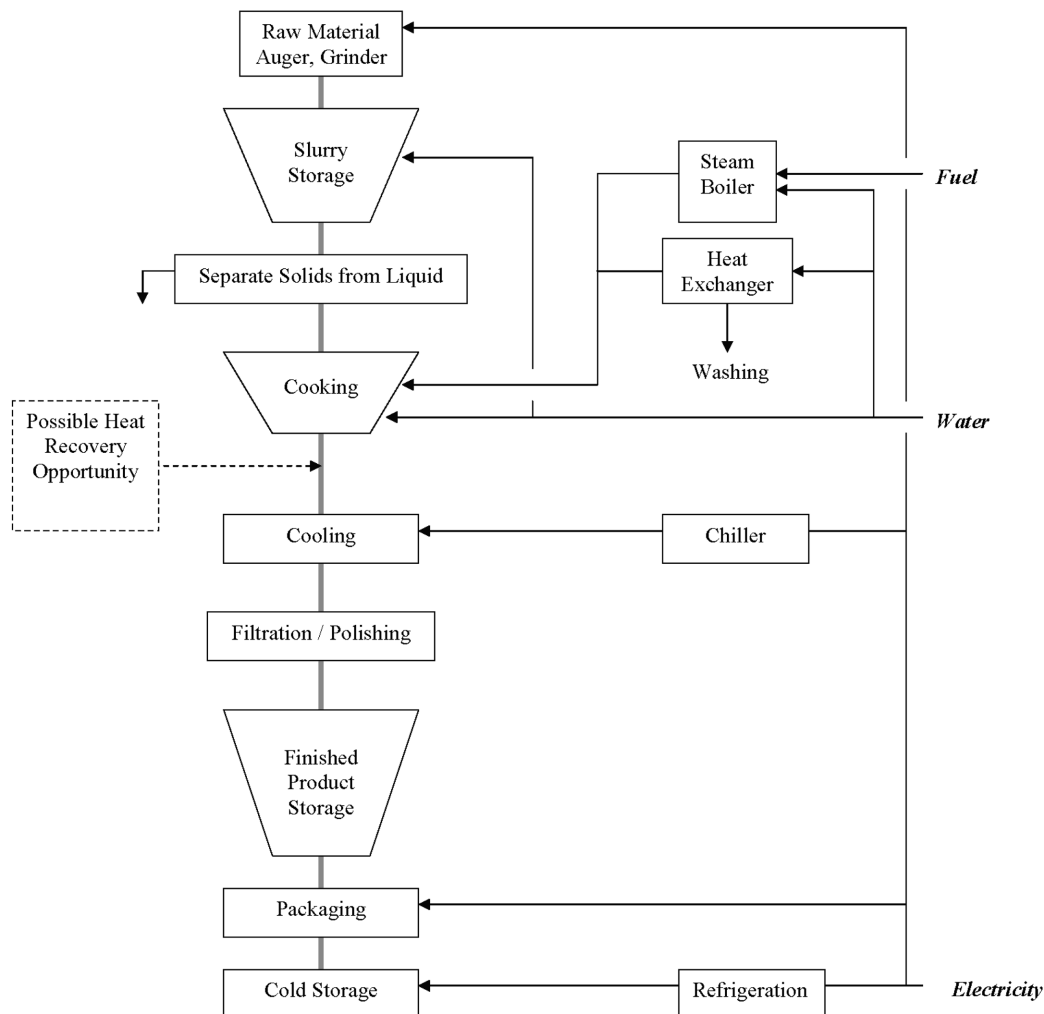 Raw Material
Auger, Grinder
Slurry
Storage
Steam
Boiler
Fuel
Separate Solids from Liquid
Heat
Exchanger
Washing
Cooking
Water
Possible Heat
Recovery
Opportunity
Cooling
Chiller
Filtration / Polishing
Finished
Product
Storage
Packaging
Cold Storage
Refrigeration
Electricity